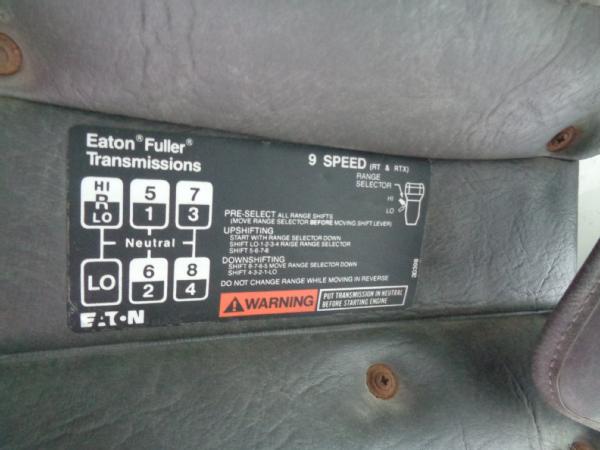 Eaton® Fuller®
Transmissions
9 SPEED (RT & RTX)
RANGE
SELECTOR
HI
LO
HI
R
LO
5
1
7
3
Neutral
LO
6
2
8
4
PRE-SELECT ALL RANGE SHIFTS
(MOVE RANGE SELECTOR BEFORE MOVING SHIFT LEVER)
UPSHIFTING
START WITH RANGE SELECTOR DOWN
SHIFT LO-1-2-3-4 RAISE RANGE SELECTOR
SHIFT 5-6-7-8
DOWNSHIFTING
SHIFT 8-7-6-5 MOVE RANGE SELECTOR DOWN
SHIFT 4-3-2-1-LO
DO NOT CHANGE RANGE WHILE MOVING IN REVERSE
WARNING
PUT TRANSMISSION IN NEUTRAL
BEFORE STARTING ENGINE
EATON